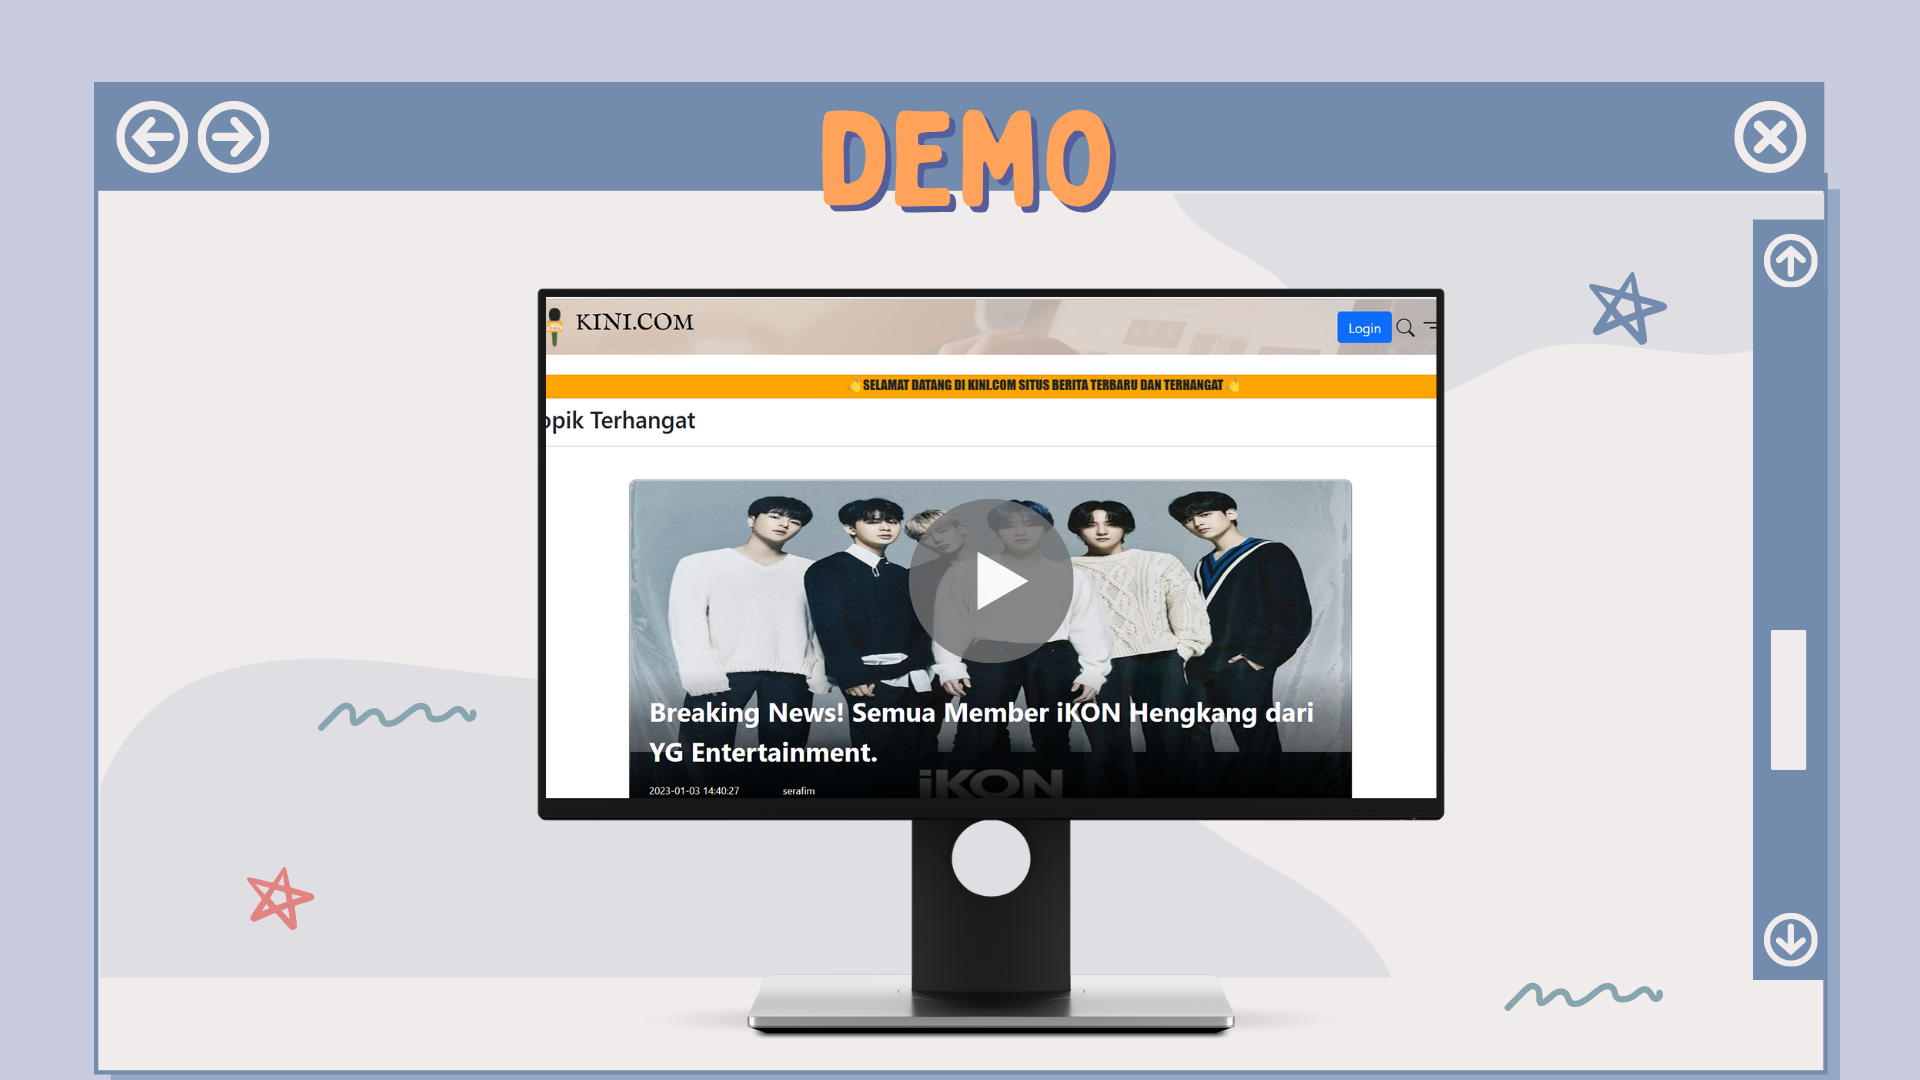 DEMO
KINI.COM
Login
👋 SELAMAT DATANG DI KINI.COM SITUS BERITA TERBARU DAN TERHANGAT 👋
opik Terhangat
Breaking News! Semua Member iKON Hengkang dari
YG Entertainment.
iKON
2023-01-03 14:40:27 serafim